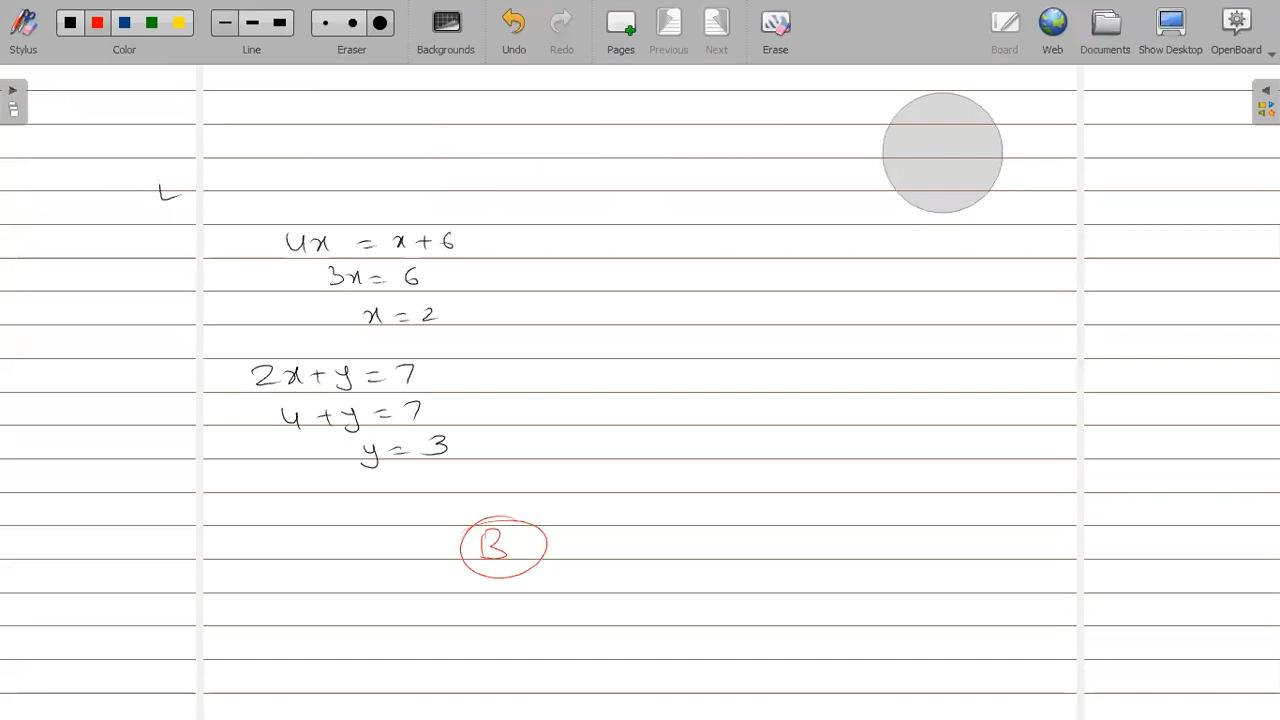 Stylus Color Line Eraser Backgrounds Undo Redo Pages Previous Next Erase Board Web Documents Show Desktop OpenBoard
4x = x + 6
3x = 6
x = 2
2x + y = 7
4 + y = 7
y = 3
B